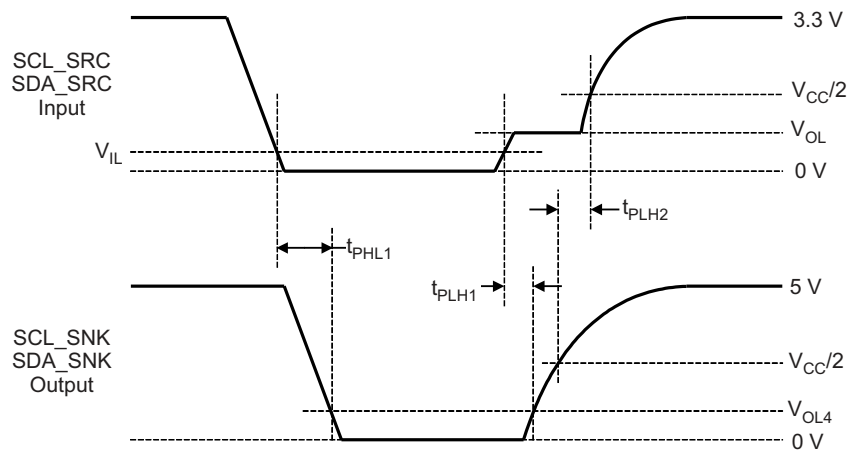 3.3 V
SCL_SRC
SDA_SRC
Input
V_CC/2
V_OL
V_IL
0 V
t_PLH2
t_PHL1
t_PLH1
5 V
SCL_SNK
SDA_SNK
Output
V_CC/2
V_OL4
0 V